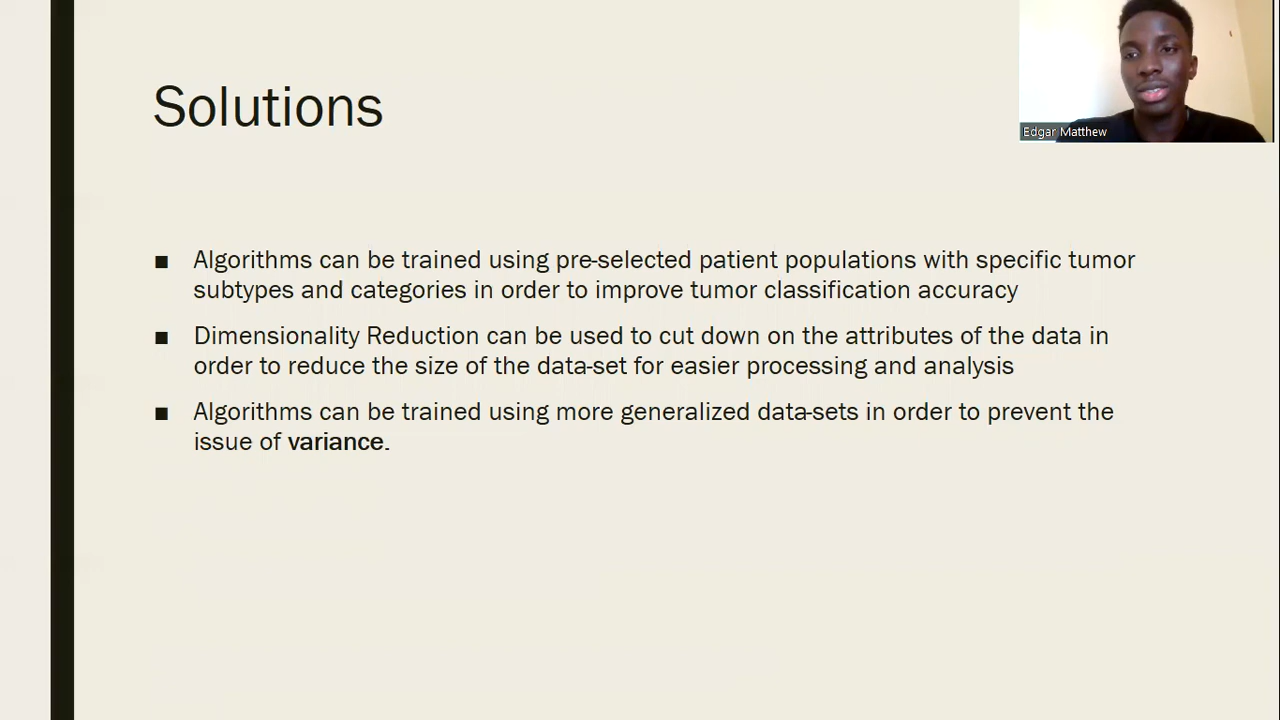 Solutions
Edgar Matthew
■ Algorithms can be trained using pre-selected patient populations with specific tumor
subtypes and categories in order to improve tumor classification accuracy
■ Dimensionality Reduction can be used to cut down on the attributes of the data in
order to reduce the size of the data-set for easier processing and analysis
■ Algorithms can be trained using more generalized data-sets in order to prevent the
issue of variance.